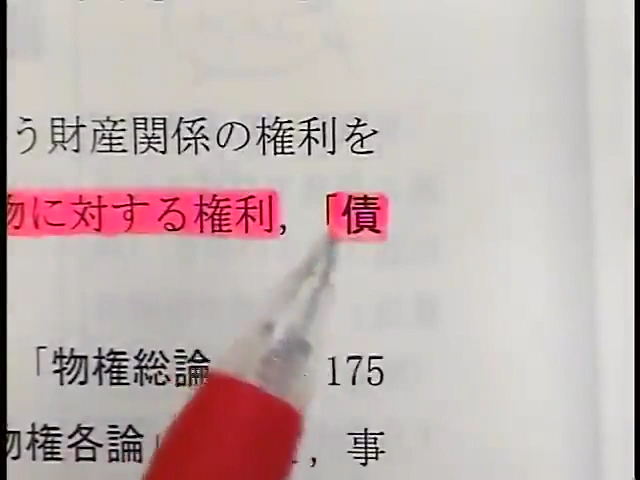 う財産関係の権利を
物に対する権利，「債
「物権総論 175
物権各論」 ，事